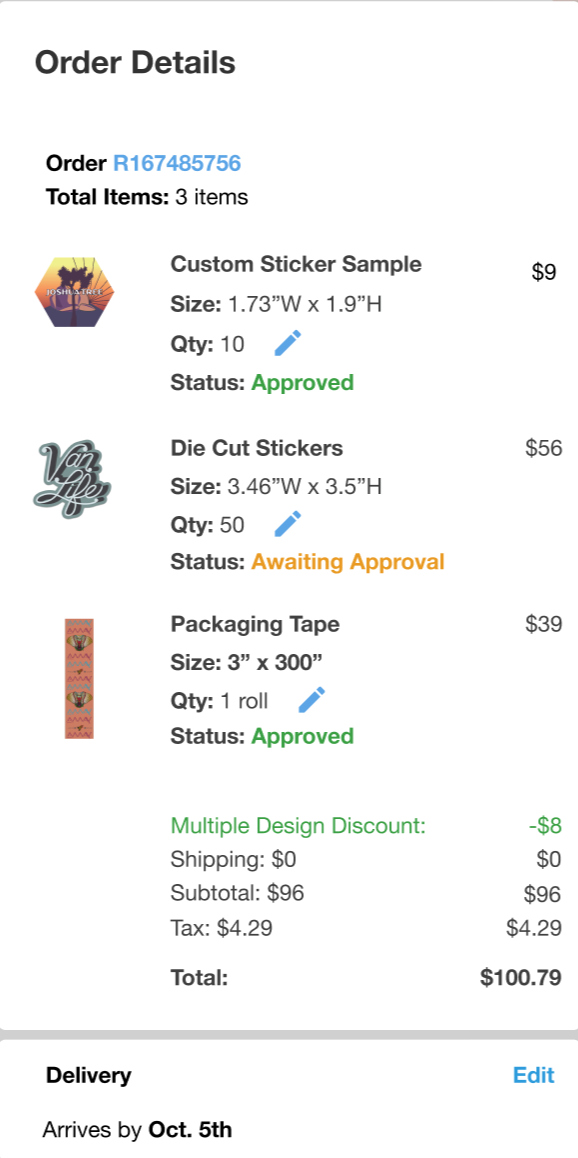 Order Details
Order R167485756
Total Items: 3 items
JOSHUA TREE
Custom Sticker Sample
$9
Size: 1.73”W x 1.9”H
Qty: 10
Status: Approved
Van
Life
Die Cut Stickers
$56
Size: 3.46”W x 3.5”H
Qty: 50
Status: Awaiting Approval
Packaging Tape
$39
Size: 3” x 300”
Qty: 1 roll
Status: Approved
Multiple Design Discount: -$8
Shipping: $0 $0
Subtotal: $96 $96
Tax: $4.29 $4.29
Total: $100.79
Delivery Edit
Arrives by Oct. 5th